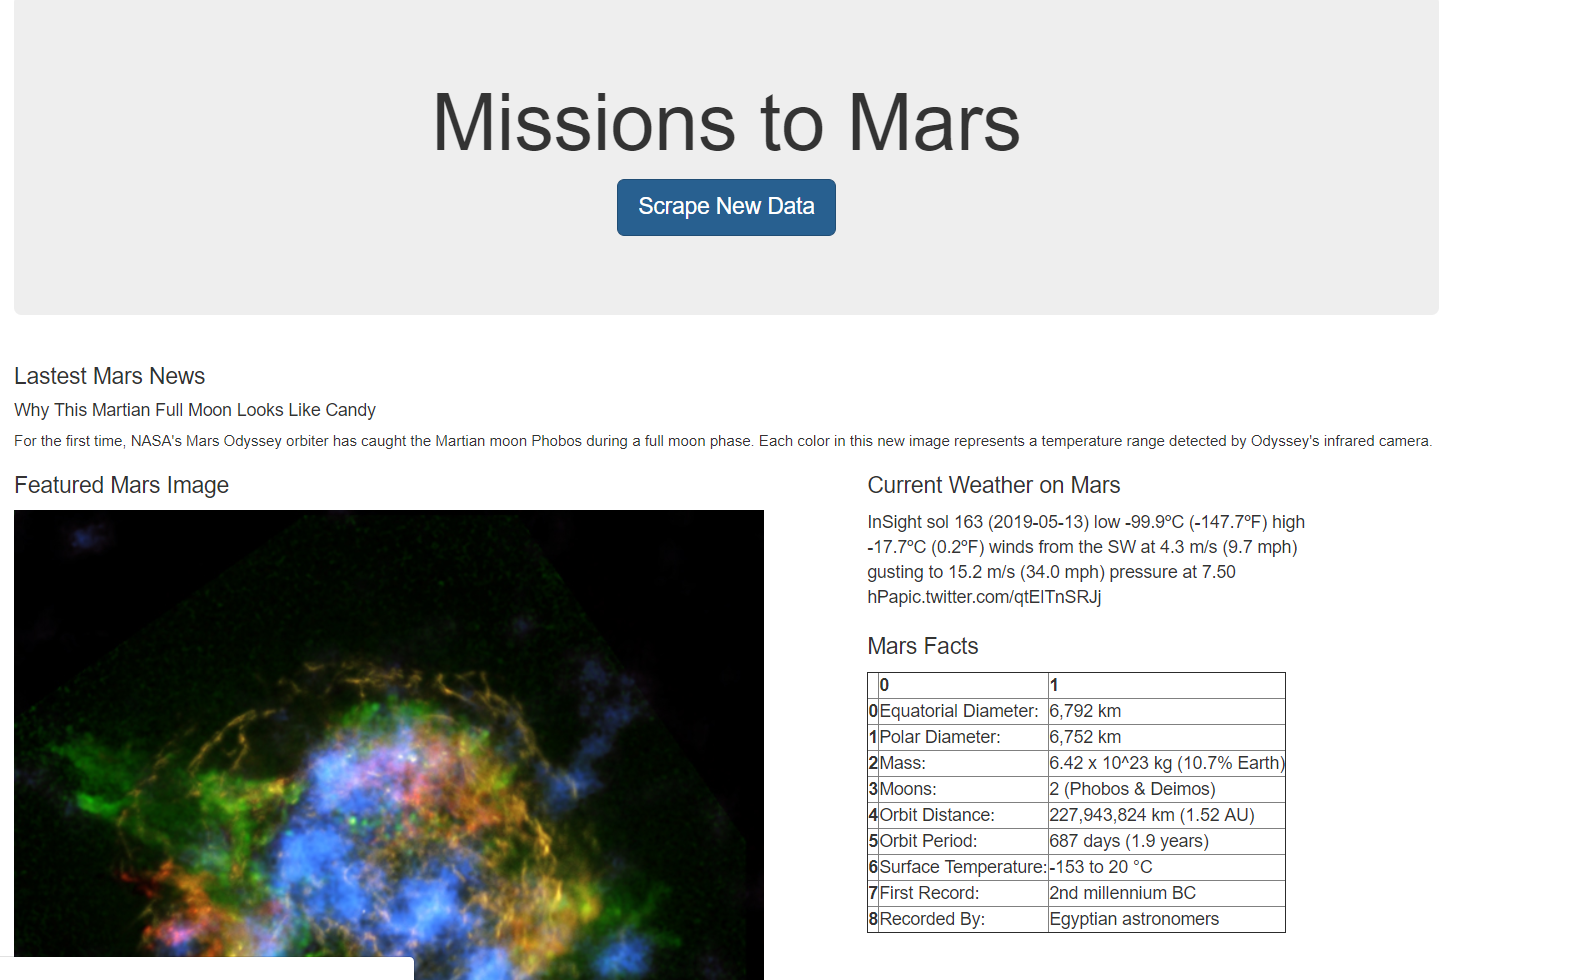 Missions to Mars
Scrape New Data
Lastest Mars News
Why This Martian Full Moon Looks Like Candy
For the first time, NASA's Mars Odyssey orbiter has caught the Martian moon Phobos during a full moon phase. Each color in this new image represents a temperature range detected by Odyssey's infrared camera.
Featured Mars Image
Current Weather on Mars
InSight sol 163 (2019-05-13) low -99.9ºC (-147.7ºF) high
-17.7ºC (0.2ºF) winds from the SW at 4.3 m/s (9.7 mph)
gusting to 15.2 m/s (34.0 mph) pressure at 7.50
hPapic.twitter.com/qtEITnSRJj
Mars Facts
0 1
0 Equatorial Diameter: 6,792 km
1 Polar Diameter: 6,752 km
2 Mass: 6.42 x 10^23 kg (10.7% Earth)
3 Moons: 2 (Phobos & Deimos)
4 Orbit Distance: 227,943,824 km (1.52 AU)
5 Orbit Period: 687 days (1.9 years)
6 Surface Temperature: -153 to 20 °C
7 First Record: 2nd millennium BC
8 Recorded By: Egyptian astronomers